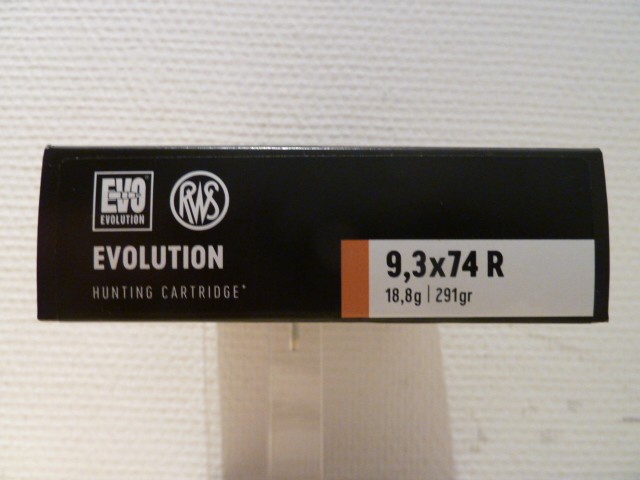 EVO
EVOLUTION
RWS
EVOLUTION
HUNTING CARTRIDGE*
9,3x74 R
18,8g | 291gr